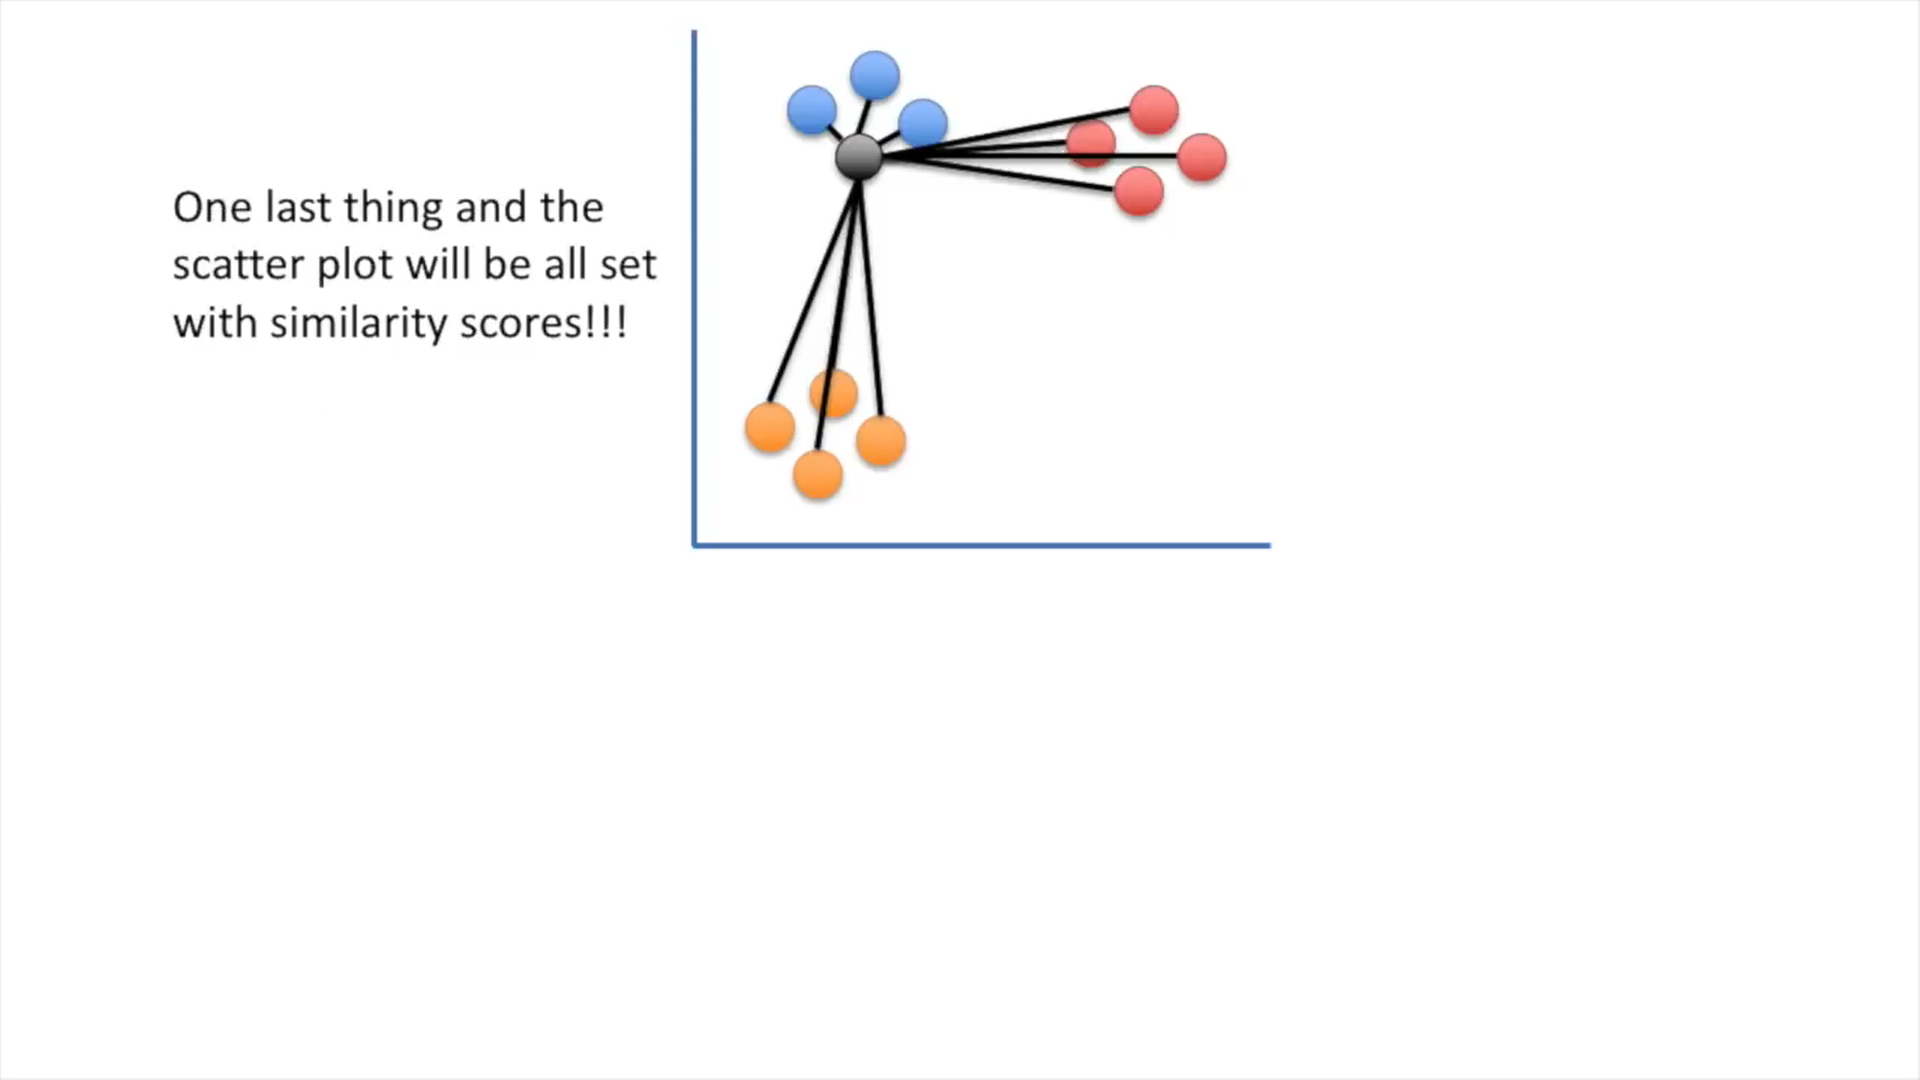 One last thing and the
scatter plot will be all set
with similarity scores!!!